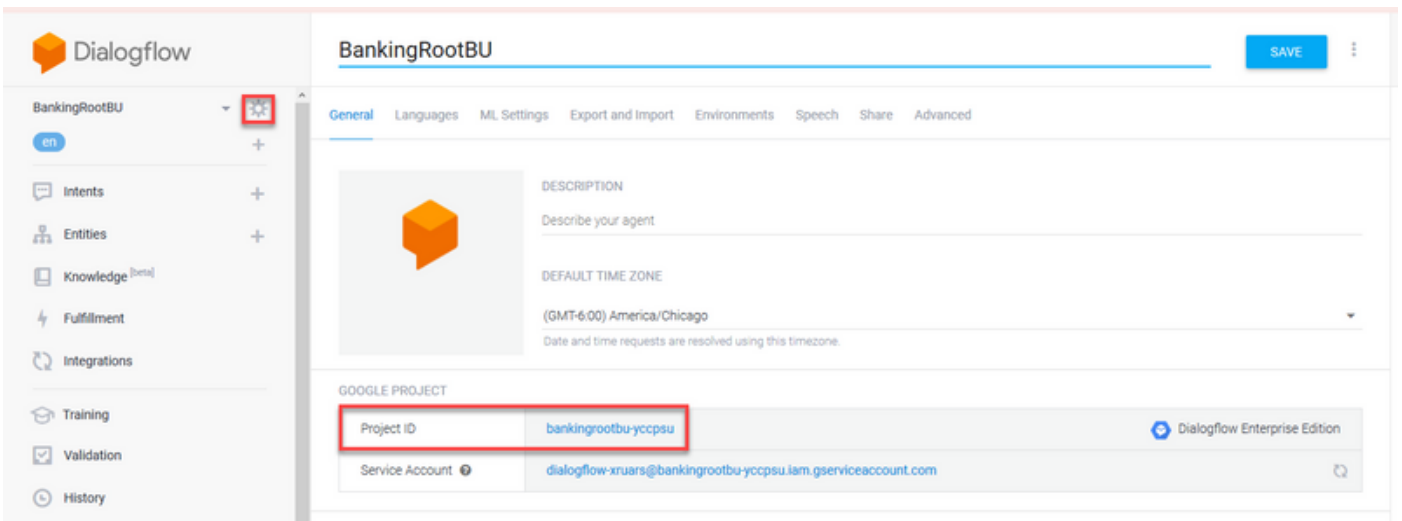 Dialogflow
BankingRootBU
SAVE
BankingRootBU
en
General Languages ML Settings Export and Import Environments Speech Share Advanced
Intents
Entities
Knowledge [beta]
Fulfillment
Integrations
Training
Validation
History
DESCRIPTION
Describe your agent
DEFAULT TIME ZONE
(GMT-6:00) America/Chicago
Date and time requests are resolved using this timezone.
GOOGLE PROJECT
Project ID bankingrootbu-yccpsu Dialogflow Enterprise Edition
Service Account dialogflow-xruars@bankingrootbu-yccpsu.iam.gserviceaccount.com